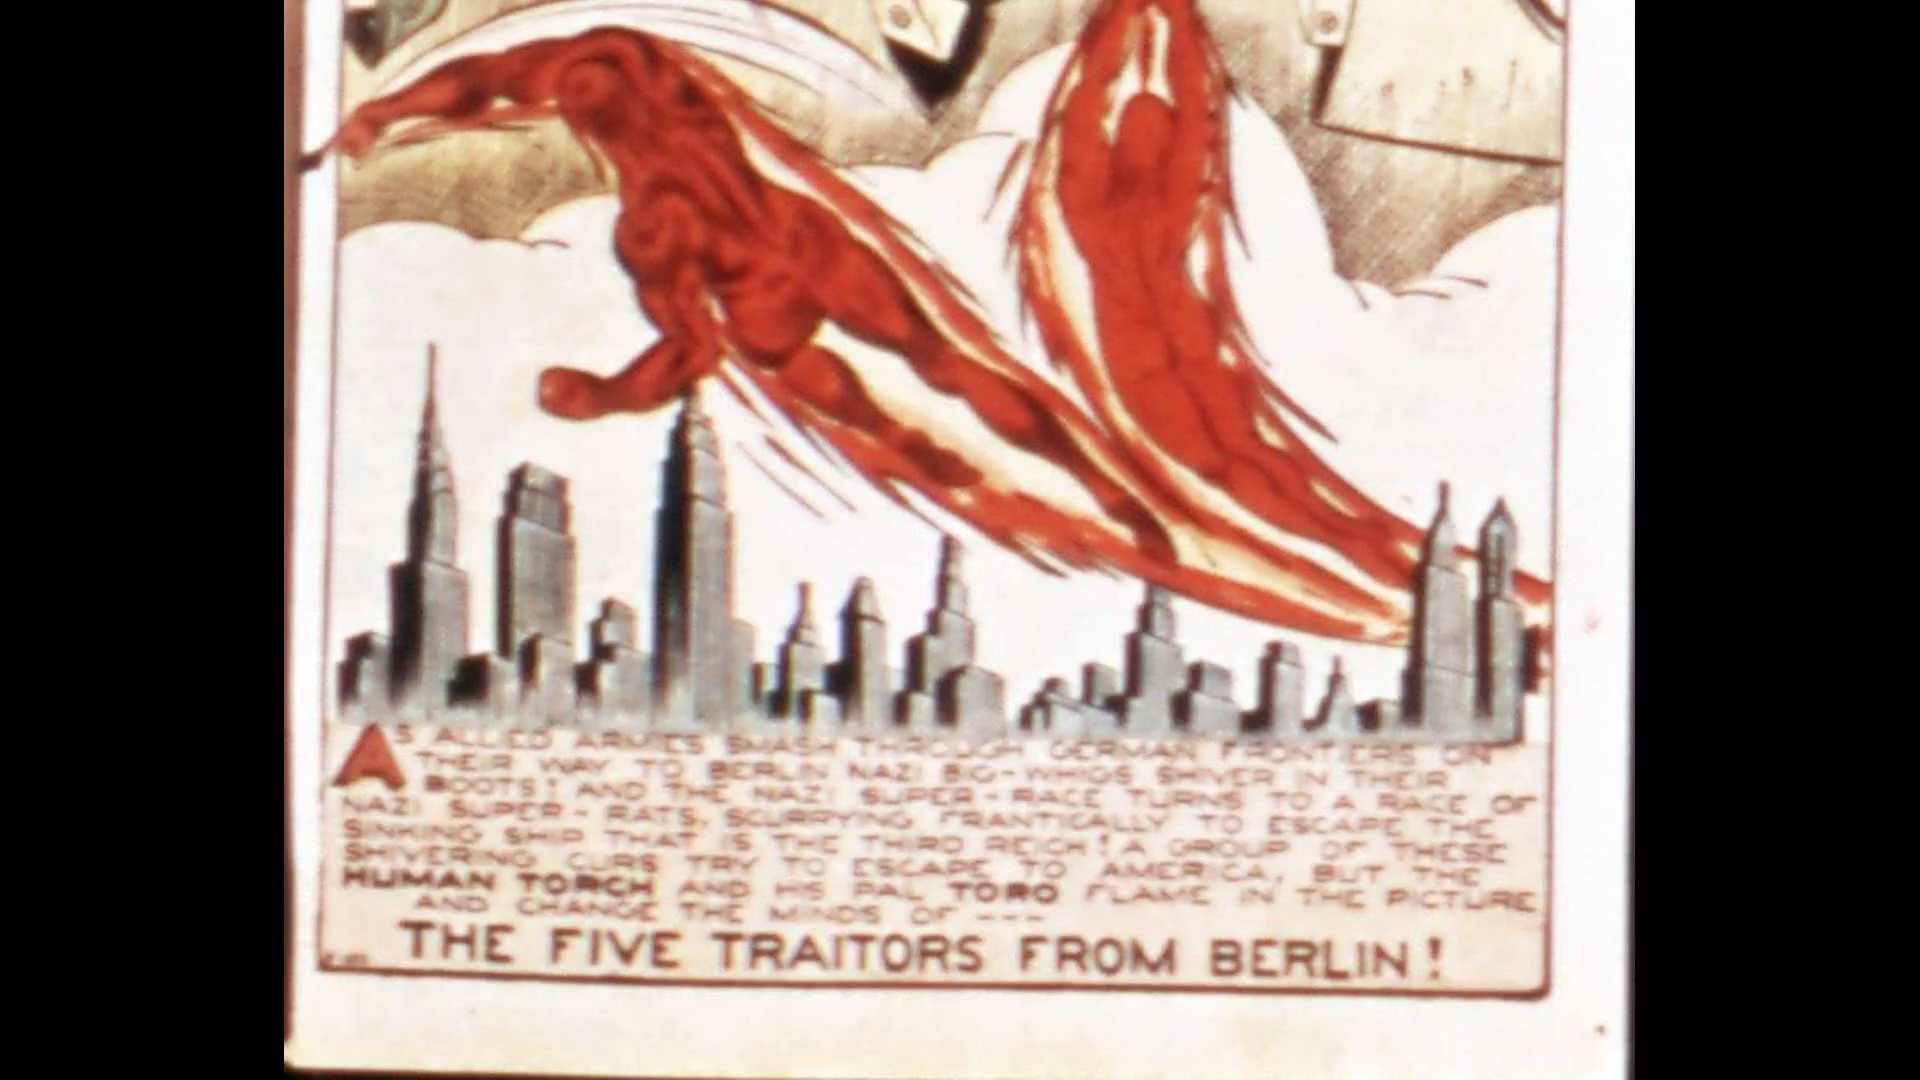 AS ALLIED ARMIES SMASH THROUGH GERMAN FRONTIERS ON
THEIR WAY TO BERLIN NAZI BIG-WHIGS SHIVER IN THEIR
BOOTS! AND THE NAZI SUPER-RACE TURNS TO A RACE OF
NAZI SUPER-RATS, SCURRYING FRANTICALLY TO ESCAPE THE
SINKING SHIP THAT IS THE THIRD REICH! A GROUP OF THESE
SHIVERING CURS TRY TO ESCAPE TO AMERICA, BUT THE
HUMAN TORCH AND HIS PAL TORO FLAME IN THE PICTURE
AND CHANGE THE MINDS OF ---
THE FIVE TRAITORS FROM BERLIN!